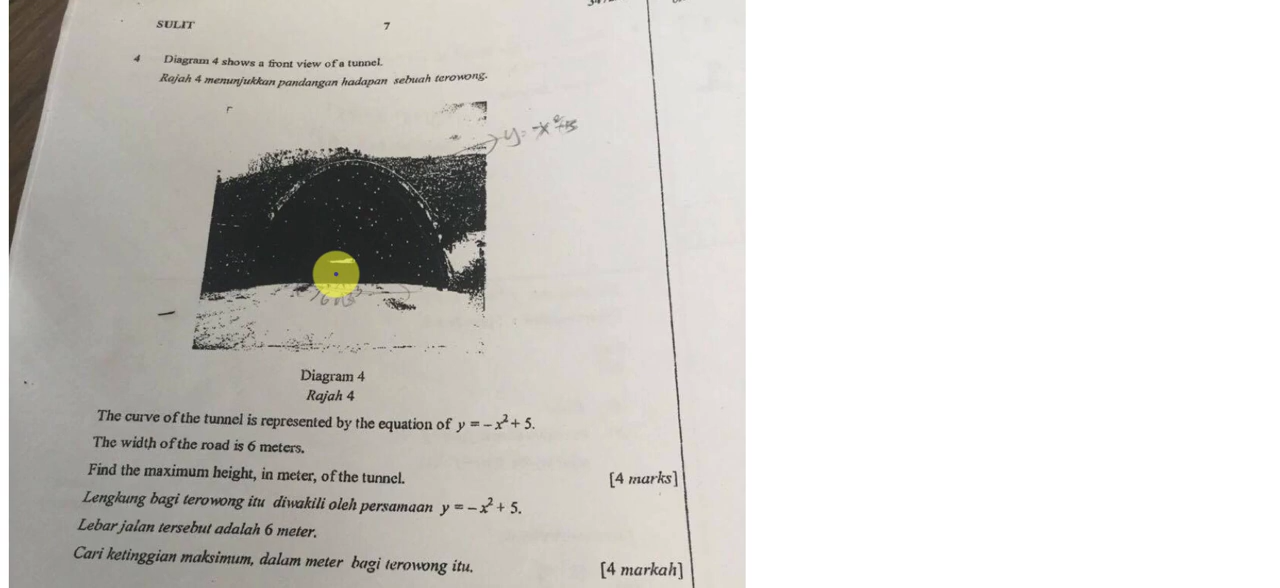 SULIT 7
4 Diagram 4 shows a front view of a tunnel.
Rajah 4 menunjukkan pandangan hadapan sebuah terowong.
y = -x²+5
Diagram 4
Rajah 4
The curve of the tunnel is represented by the equation of y = – x² + 5.
The width of the road is 6 meters.
Find the maximum height, in meter, of the tunnel. [4 marks]
Lengkung bagi terowong itu diwakili oleh persamaan y = – x² + 5.
Lebar jalan tersebut adalah 6 meter.
Cari ketinggian maksimum, dalam meter bagi terowong itu. [4 markah]